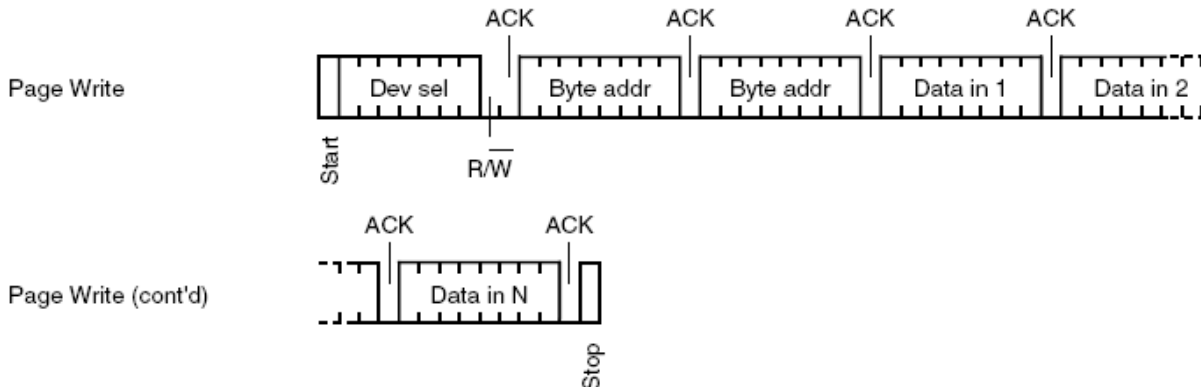 ACK ACK ACK ACK
Page Write Dev sel Byte addr Byte addr Data in 1 Data in 2
Start R/W̅
ACK ACK
Page Write (cont'd) Data in N
Stop